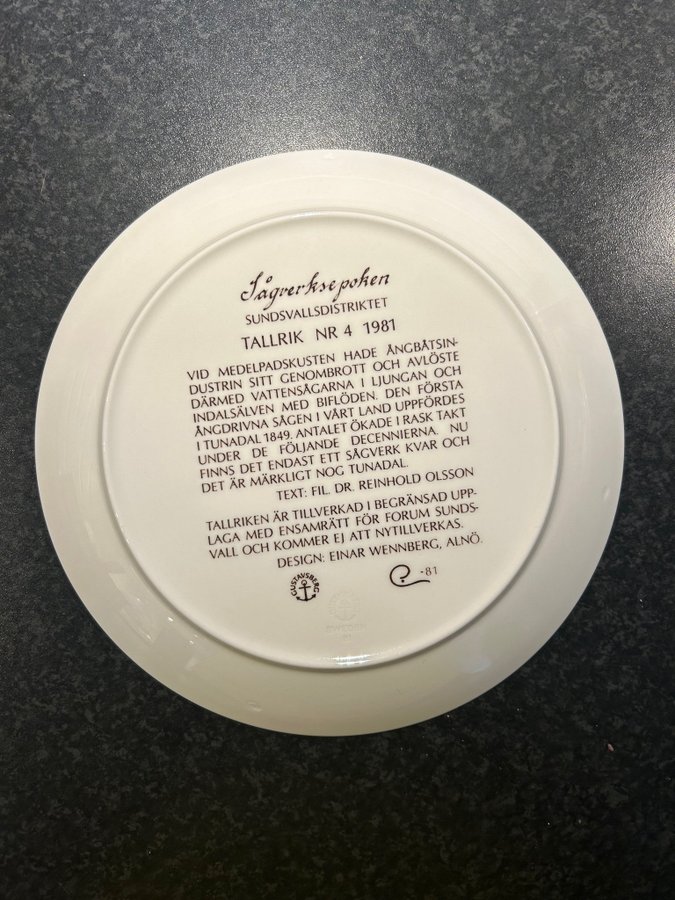 Sågverksepoken
SUNDSVALLSDISTRIKTET
TALLRIK NR 4 1981
VID MEDELPADSKUSTEN HADE ÅNGBÅTSIN-
DUSTRIN SITT GENOMBROTT OCH AVLÖSTE
DÄRMED VATTENSÅGARNA I LJUNGAN OCH
INDALSÄLVEN MED BIFLÖDEN. DEN FÖRSTA
ÅNGDRIVNA SÅGEN I VÅRT LAND UPPFÖRDES
I TUNADAL 1849. ANTALET ÖKADE I RASK TAKT
UNDER DE FÖLJANDE DECENNIERNA. NU
FINNS DET ENDAST ETT SÅGVERK KVAR OCH
DET ÄR MÄRKLIGT NOG TUNADAL.
TEXT: FIL. DR. REINHOLD OLSSON
TALLRIKEN ÄR TILLVERKAD I BEGRÄNSAD UPP-
LAGA MED ENSAMRÄTT FÖR FORUM SUNDS-
VALL OCH KOMMER EJ ATT NYTILLVERKAS.
DESIGN: EINAR WENNBERG, ALNÖ.
GUSTAVSBERG
-81
SWEDEN